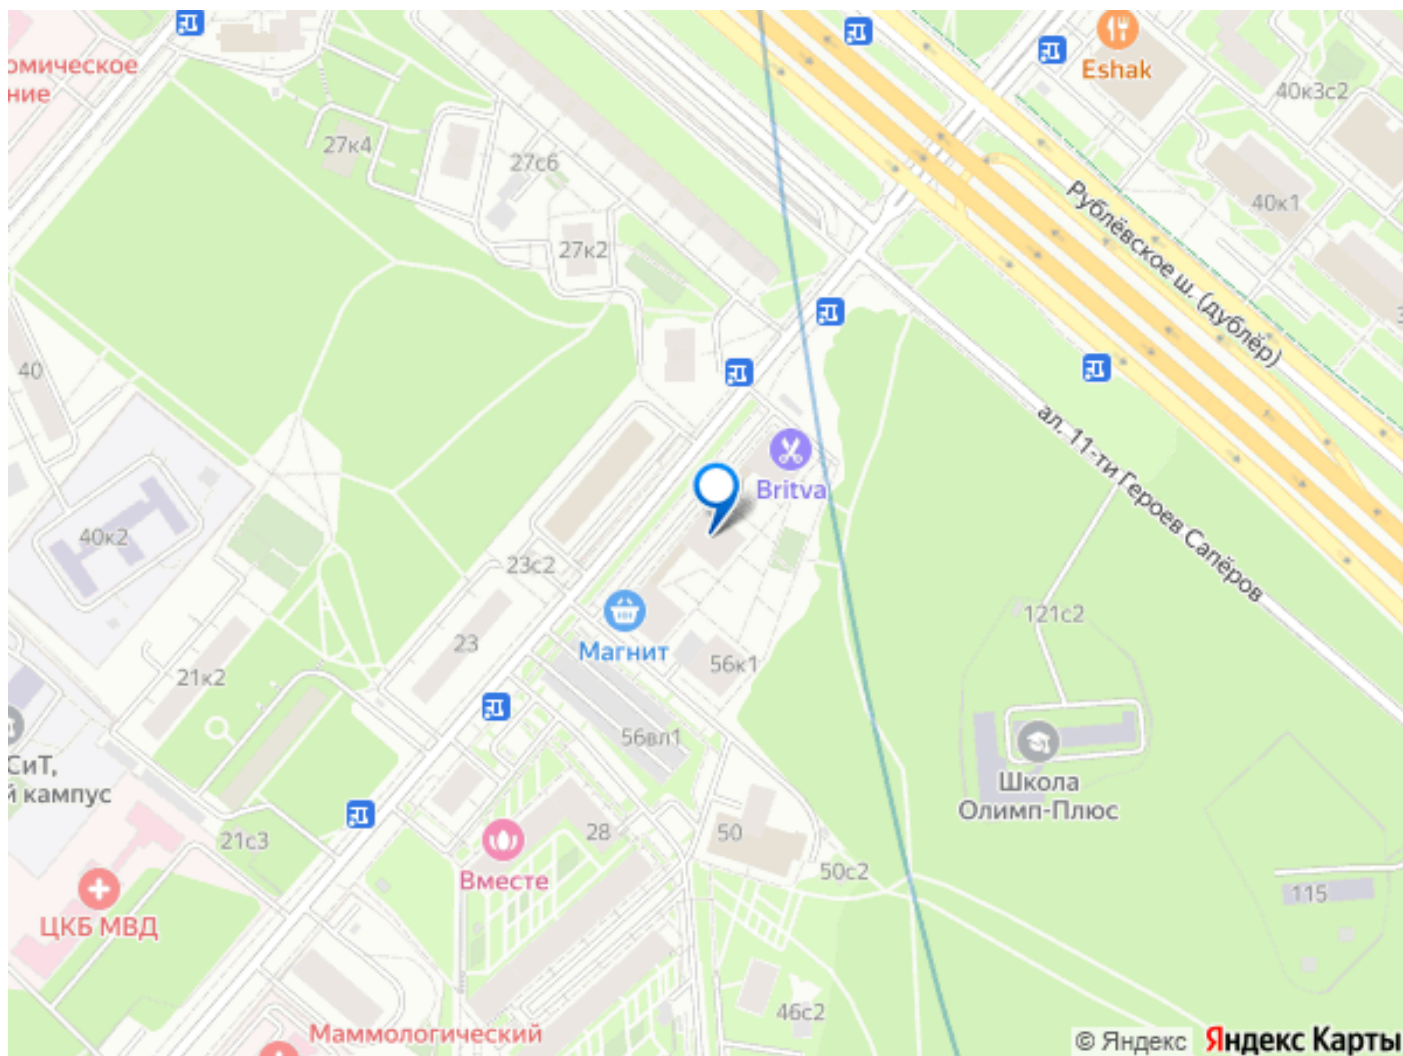 Eshak
омическое
ние
40к3с2
27к4
27с6
40к1
Рублёвское ш. (дублёр)
27к2
40
ал. 11-ти Героев Сапёров
Britva
40к2
23с2
121с2
23
Магнит
56к1
21к2
56вл1
СиТ,
й кампус
Школа
Олимп-Плюс
21с3
28
50
Вместе
50с2
115
ЦКБ МВД
46с2
Маммологический
© Яндекс Яндекс Карты